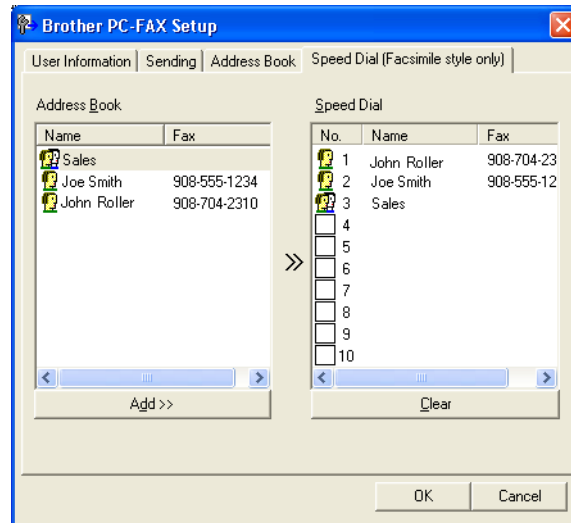 Brother PC-FAX Setup
User Information Sending Address Book Speed Dial (Facsimile style only)
Address Book
Name Fax
Sales
Joe Smith 908-555-1234
John Roller 908-704-2310
Add >>
Speed Dial
No. Name Fax
1 John Roller 908-704-23
2 Joe Smith 908-555-12
3 Sales
4
5
6
7
8
9
10
Clear
OK Cancel